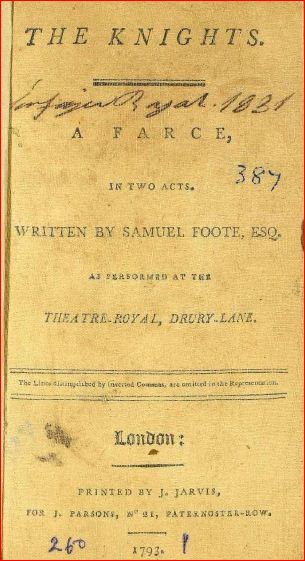 THE KNIGHTS.
Royal. 1831
A FARCE,
IN TWO ACTS.
387
WRITTEN BY SAMUEL FOOTE, ESQ.
AS PERFORMED AT THE
THEATRE-ROYAL, DRURY-LANE.
The Lines distinguished by inverted Commas, are omitted in the Representation.
London:
PRINTED BY J. JARVIS,
FOR J. PARSONS, Nº 21, PATERNOSTER-ROW.
260
1793.